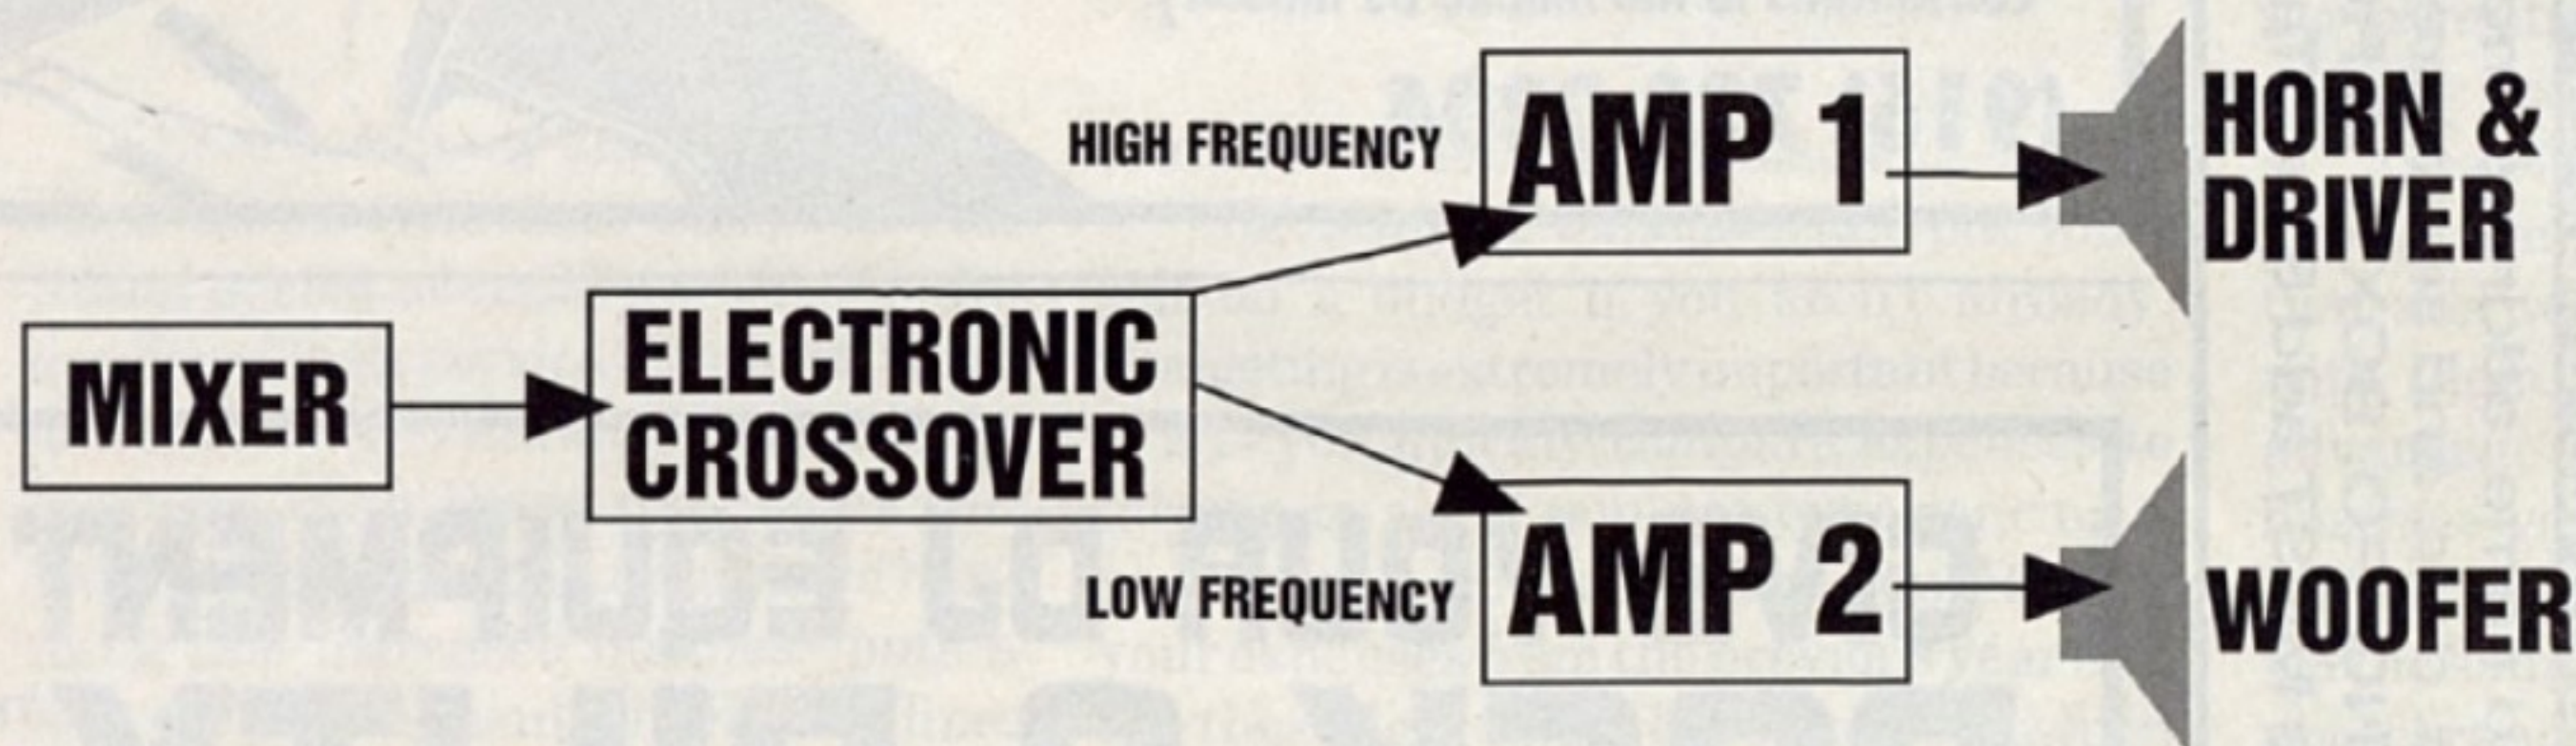 HIGH FREQUENCY
AMP 1
HORN &
DRIVER
MIXER
ELECTRONIC
CROSSOVER
LOW FREQUENCY
AMP 2
WOOFER